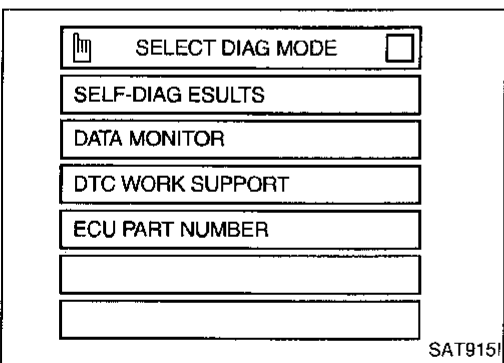 SELECT DIAG MODE
SELF-DIAG ESULTS
DATA MONITOR
DTC WORK SUPPORT
ECU PART NUMBER
SAT915I